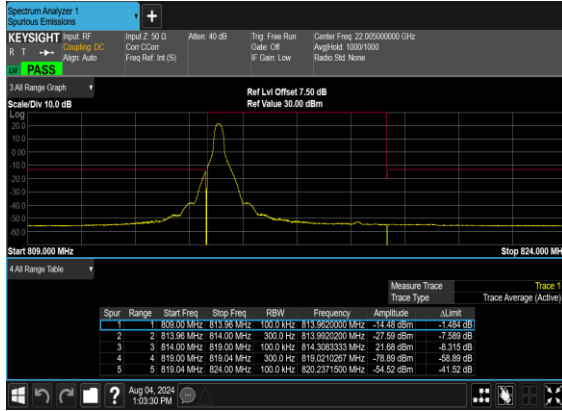 Spectrum Analyzer 1
Spurious Emissions
+
KEYSIGHT Input: RF Input Z: 50 Ω Atten: 40 dB Trig: Free Run Center Freq: 22.005000000 GHz
R T Coupling: DC Corr CCorr Gate: Off Avg|Hold: 1000/1000
Align: Auto Freq Ref: Int (S) IF Gain: Low Radio Std: None
PASS
3 All Range Graph
Ref Lvl Offset 7.50 dB
Scale/Div 10.0 dB Ref Value 30.00 dBm
Log
20.0
10.0
0.00
-10.0
-20.0
-30.0
-40.0
-50.0
-60.0
Start 809.000 MHz Stop 824.000 MHz
4 All Range Table
Measure Trace Trace 1
Trace Type Trace Average (Active)
Spur Range Start Freq Stop Freq RBW Frequency Amplitude ΔLimit
1 1 809.00 MHz 813.96 MHz 100.0 kHz 813.9620000 MHz -14.48 dBm -1.484 dB
2 2 813.96 MHz 814.00 MHz 300.0 Hz 813.9920000 MHz -27.59 dBm -7.589 dB
3 3 814.00 MHz 819.00 MHz 100.0 kHz 814.3083333 MHz 21.68 dBm -8.315 dB
4 4 819.00 MHz 819.04 MHz 300.0 Hz 819.0210267 MHz -78.89 dBm -58.89 dB
5 5 819.04 MHz 824.00 MHz 100.0 kHz 820.2371500 MHz -54.52 dBm -41.52 dB
Aug 04, 2024
1:03:30 PM